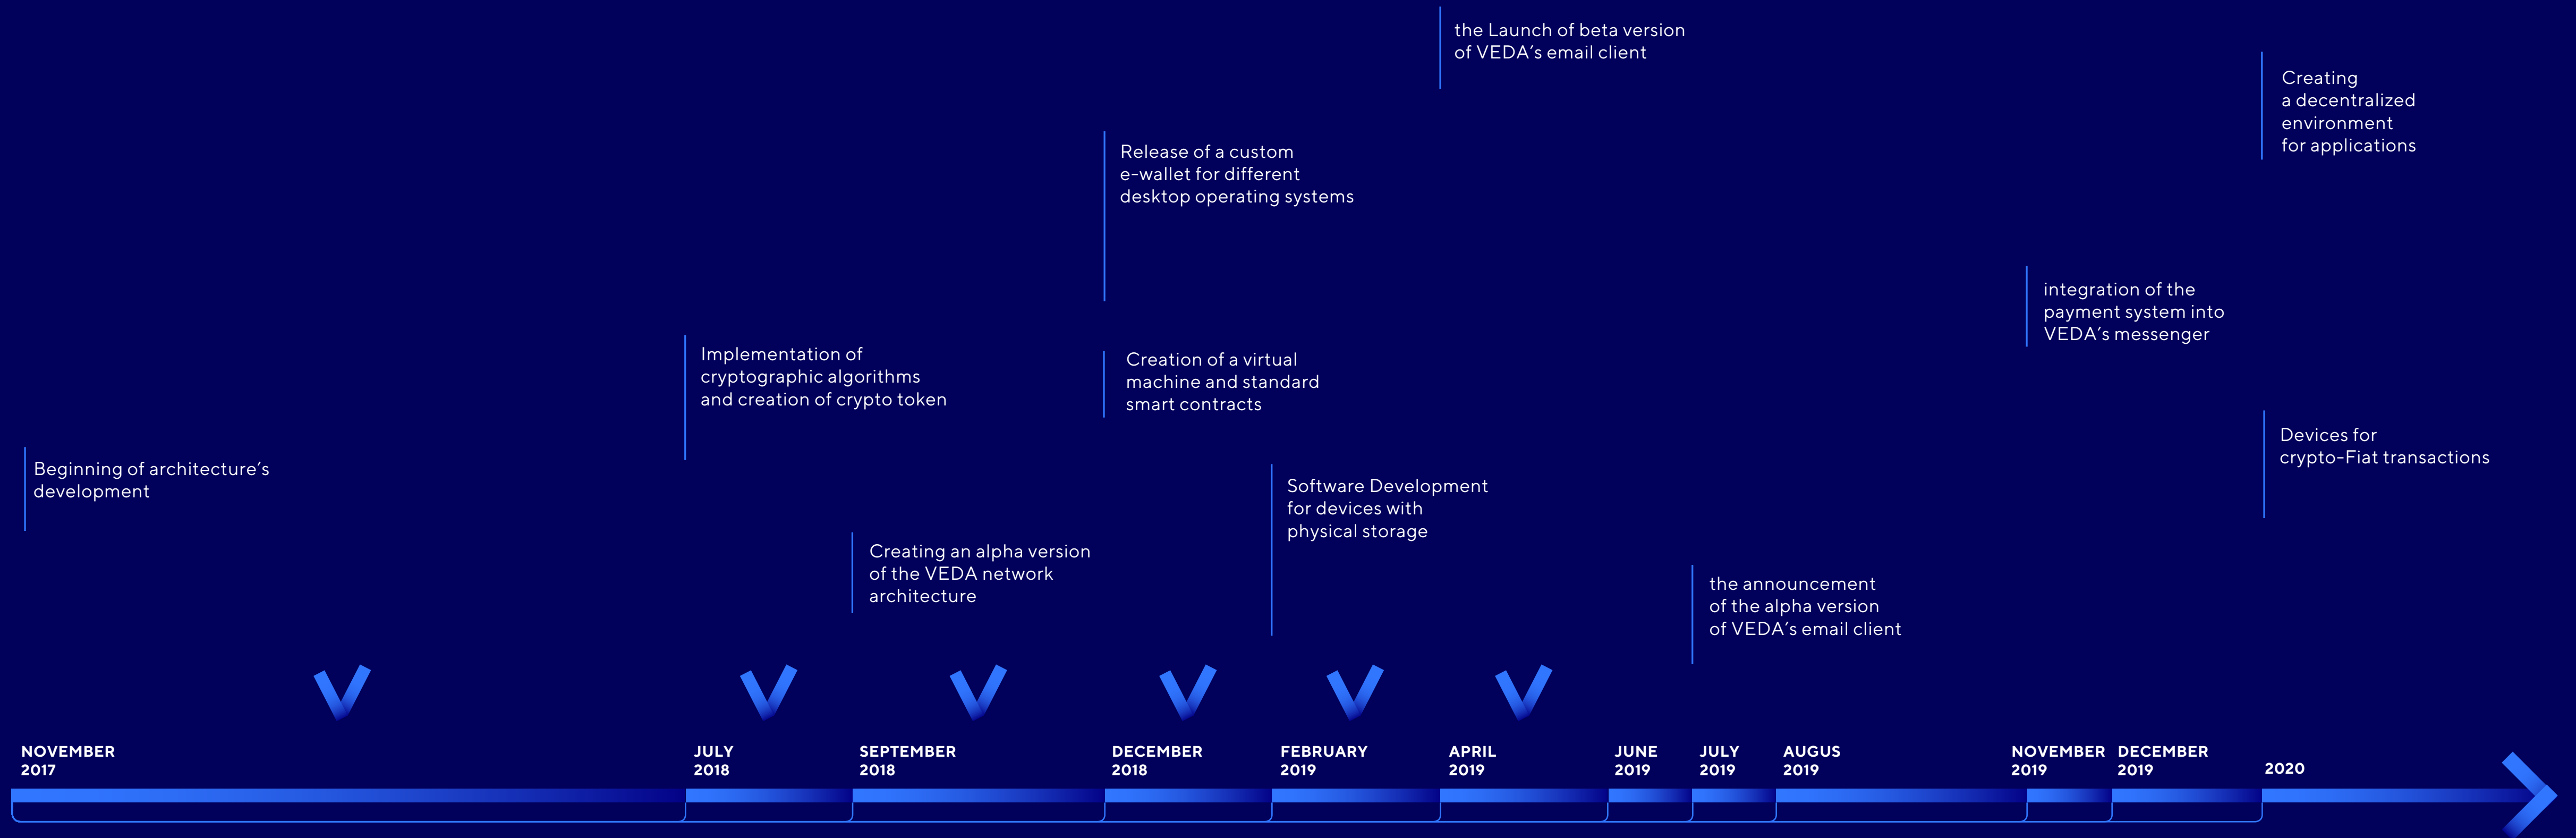 the Launch of beta version
of VEDA’s email client
Creating
a decentralized
environment
for applications
Release of a custom
e-wallet for different
desktop operating systems
integration of the
payment system into
VEDA’s messenger
Implementation of
cryptographic algorithms
and creation of crypto token
Creation of a virtual
machine and standard
smart contracts
Devices for
crypto-Fiat transactions
Beginning of architecture’s
development
Software Development
for devices with
physical storage
Creating an alpha version
of the VEDA network
architecture
the announcement
of the alpha version
of VEDA’s email client
NOVEMBER
2017
JULY
2018
SEPTEMBER
2018
DECEMBER
2018
FEBRUARY
2019
APRIL
2019
JUNE
2019
JULY
2019
AUGUS
2019
NOVEMBER
2019
DECEMBER
2019
2020